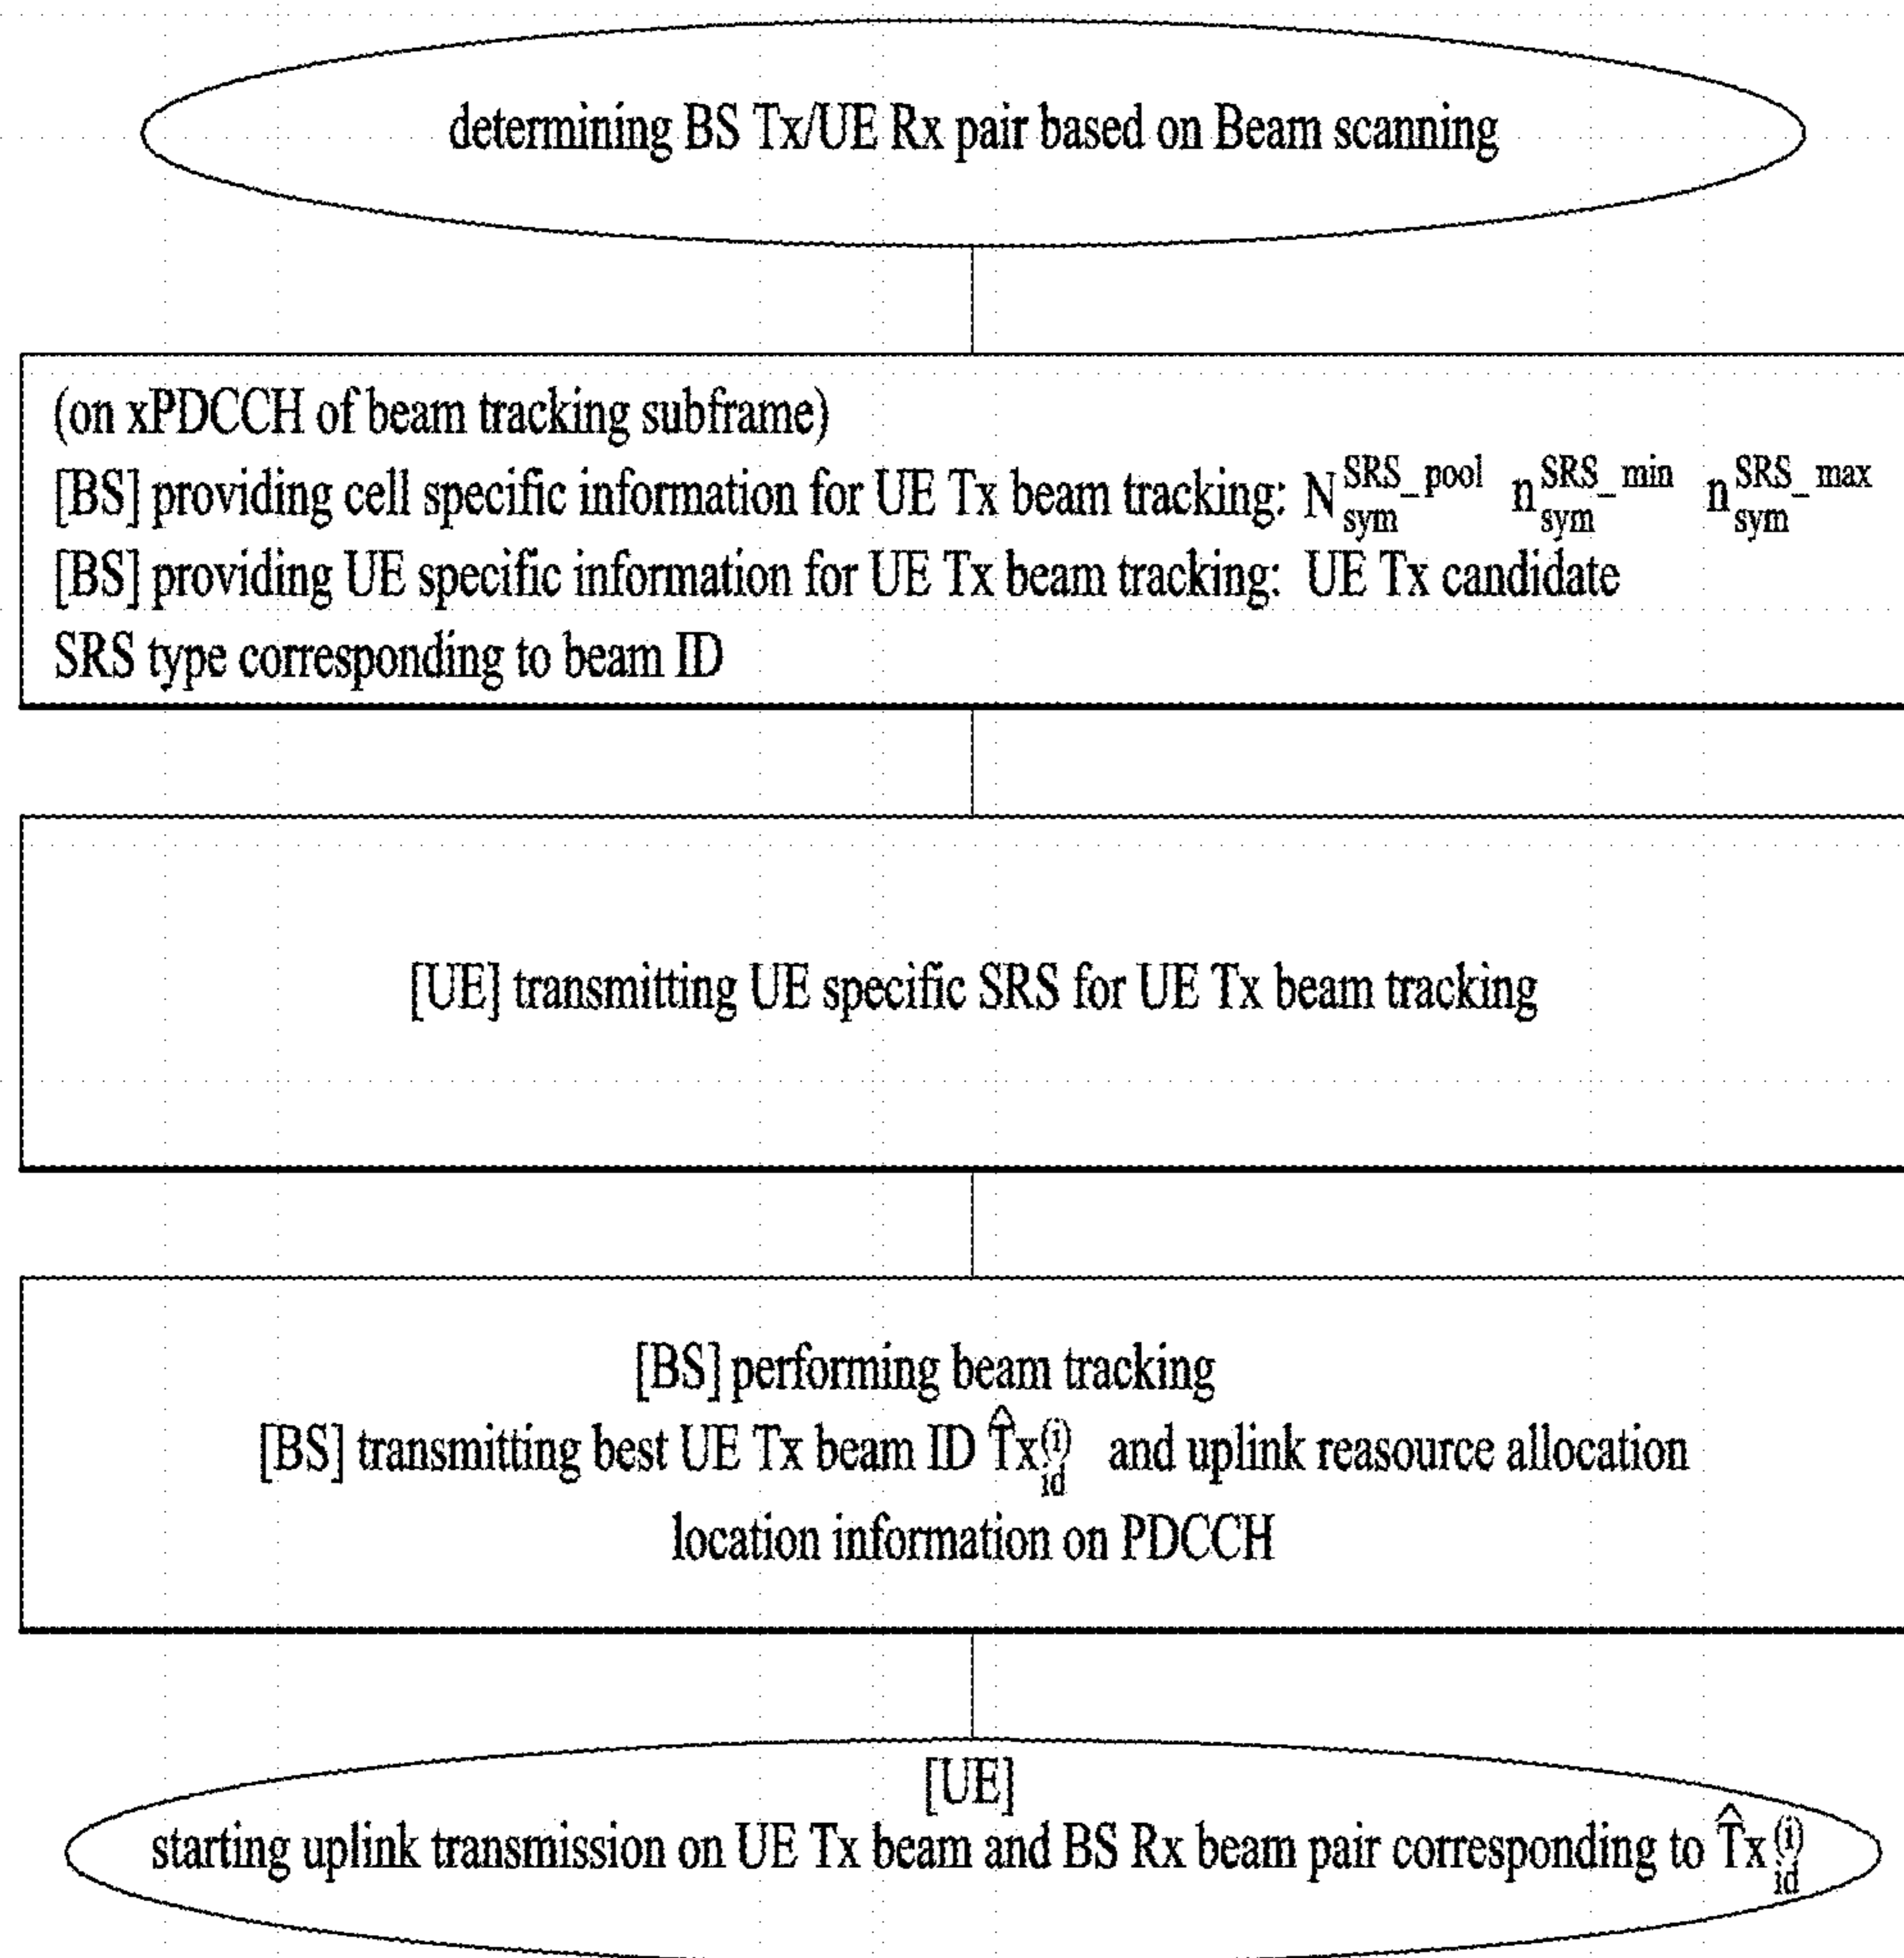 determining BS Tx/UE Rx pair based on Beam scanning
(on xPDCCH of beam tracking subframe)
[BS] providing cell specific information for UE Tx beam tracking: N_sym^SRS_pool n_sym^SRS_min n_sym^SRS_max
[BS] providing UE specific information for UE Tx beam tracking: UE Tx candidate
SRS type corresponding to beam ID
[UE] transmitting UE specific SRS for UE Tx beam tracking
[BS] performing beam tracking
[BS] transmitting best UE Tx beam ID T̂x_id^(i) and uplink reasource allocation
location information on PDCCH
[UE]
starting uplink transmission on UE Tx beam and BS Rx beam pair corresponding to T̂x_id^(i)